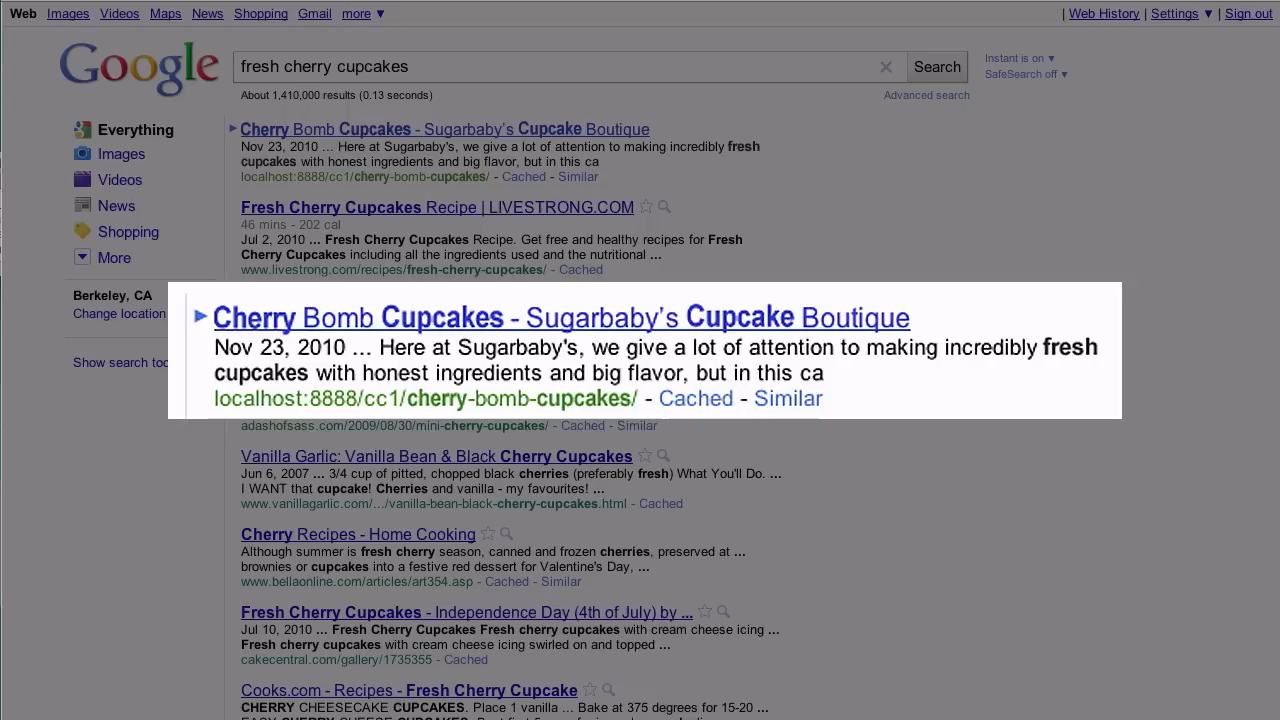 Web Images Videos Maps News Shopping Gmail more ▼ | Web History | Settings ▼ | Sign out
Google
fresh cherry cupcakes
Search
Instant is on ▼
SafeSearch off ▼
About 1,410,000 results (0.13 seconds)
Advanced search
Everything
Images
Videos
News
Shopping
More
Berkeley, CA
Change location
Show search too
Cherry Bomb Cupcakes - Sugarbaby's Cupcake Boutique
Nov 23, 2010 ... Here at Sugarbaby's, we give a lot of attention to making incredibly fresh
cupcakes with honest ingredients and big flavor, but in this ca
localhost:8888/cc1/cherry-bomb-cupcakes/ - Cached - Similar
Fresh Cherry Cupcakes Recipe | LIVESTRONG.COM
46 mins - 202 cal
Jul 2, 2010 ... Fresh Cherry Cupcakes Recipe. Get free and healthy recipes for Fresh
Cherry Cupcakes including all the ingredients used and the nutritional ...
www.livestrong.com/recipes/fresh-cherry-cupcakes/ - Cached
Cherry Bomb Cupcakes - Sugarbaby's Cupcake Boutique
Nov 23, 2010 ... Here at Sugarbaby's, we give a lot of attention to making incredibly fresh
cupcakes with honest ingredients and big flavor, but in this ca
localhost:8888/cc1/cherry-bomb-cupcakes/ - Cached - Similar
adashofsass.com/2009/08/30/mini-cherry-cupcakes/ - Cached - Similar
Vanilla Garlic: Vanilla Bean & Black Cherry Cupcakes
Jun 6, 2007 ... 3/4 cup of pitted, chopped black cherries (preferably fresh) What You'll Do. ...
I WANT that cupcake! Cherries and vanilla - my favourites! ...
www.vanillagarlic.com/.../vanilla-bean-black-cherry-cupcakes.html - Cached
Cherry Recipes - Home Cooking
Although summer is fresh cherry season, canned and frozen cherries, preserved at ...
brownies or cupcakes into a festive red dessert for Valentine's Day, ...
www.bellaonline.com/articles/art354.asp - Cached - Similar
Fresh Cherry Cupcakes - Independence Day (4th of July) by ...
Jul 10, 2010 ... Fresh Cherry Cupcakes Fresh cherry cupcakes with cream cheese icing ...
Fresh cherry cupcakes with cream cheese icing swirled on and topped ...
cakecentral.com/gallery/1735355 - Cached
Cooks.com - Recipes - Fresh Cherry Cupcake
CHERRY CHEESECAKE CUPCAKES. Place 1 vanilla ... Bake at 375 degrees for 15-20 ...